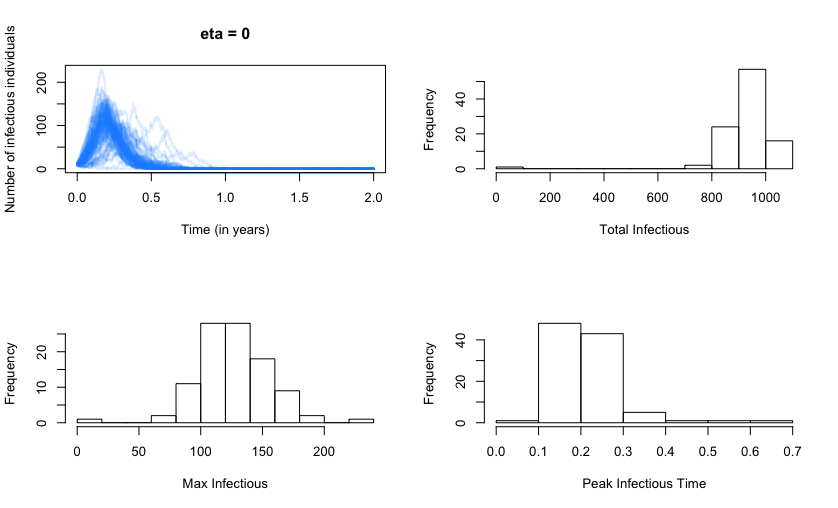 eta = 0
Number of infectious individuals
0 100 200
0.0 0.5 1.0 1.5 2.0
Time (in years)
Frequency
0 20 40
0 200 400 600 800 1000
Total Infectious
Frequency
0 10 20
0 50 100 150 200
Max Infectious
Frequency
0 20 40
0.0 0.1 0.2 0.3 0.4 0.5 0.6 0.7
Peak Infectious Time